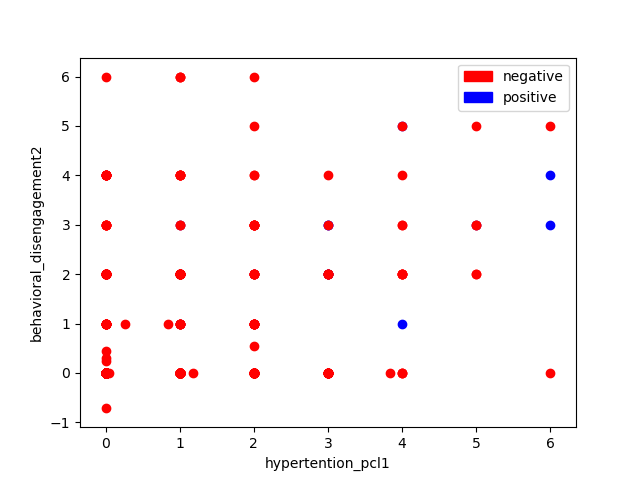 negative
positive
behavioral_disengagement2
6
5
4
3
2
1
0
−1
0 1 2 3 4 5 6
hypertention_pcl1